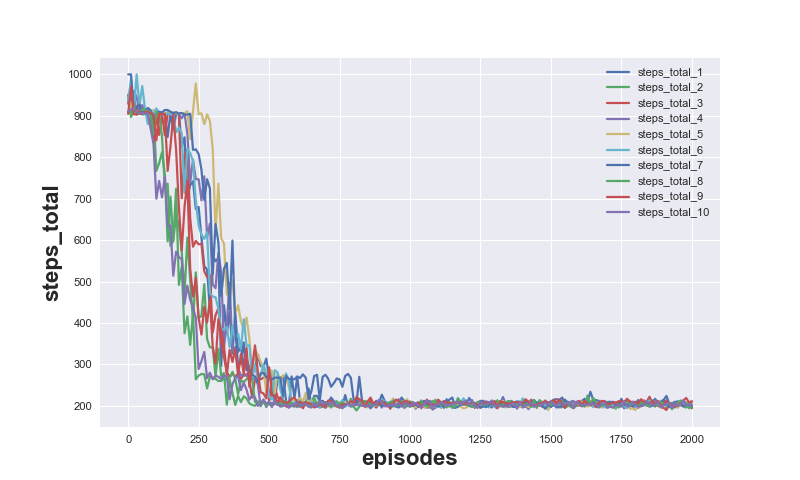 1000
900
800
700
600
500
400
300
200
steps_total
0
250
500
750
1000
1250
1500
1750
2000
episodes
steps_total_1
steps_total_2
steps_total_3
steps_total_4
steps_total_5
steps_total_6
steps_total_7
steps_total_8
steps_total_9
steps_total_10